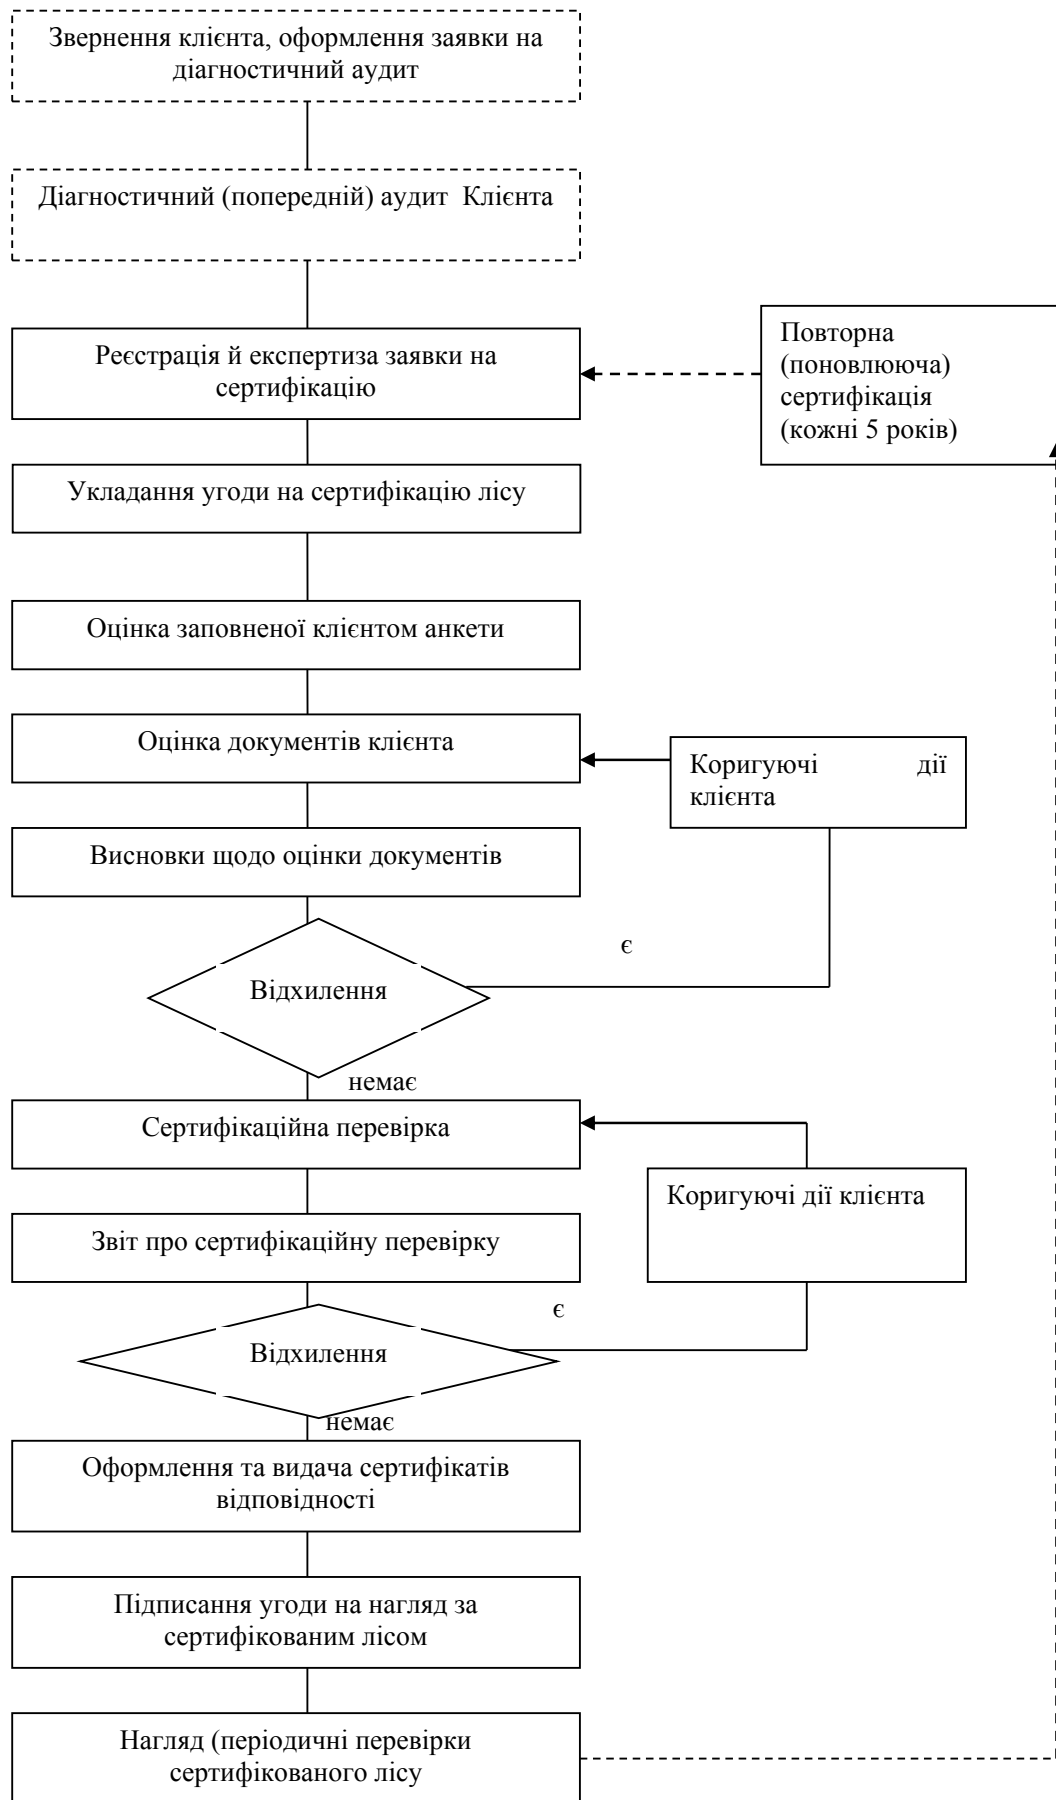 Звернення клієнта, оформлення заявки на
діагностичний аудит
Діагностичний (попередній) аудит Клієнта
Реєстрація й експертиза заявки на
сертифікацію
Повторна
(поновлююча)
сертифікація
(кожні 5 років)
Укладання угоди на сертифікацію лісу
Оцінка заповненої клієнтом анкети
Оцінка документів клієнта
Коригуючі дії
клієнта
Висновки щодо оцінки документів
є
Відхилення
немає
Сертифікаційна перевірка
Коригуючі дії клієнта
Звіт про сертифікаційну перевірку
є
Відхилення
немає
Оформлення та видача сертифікатів
відповідності
Підписання угоди на нагляд за
сертифікованим лісом
Нагляд (періодичні перевірки
сертифікованого лісу